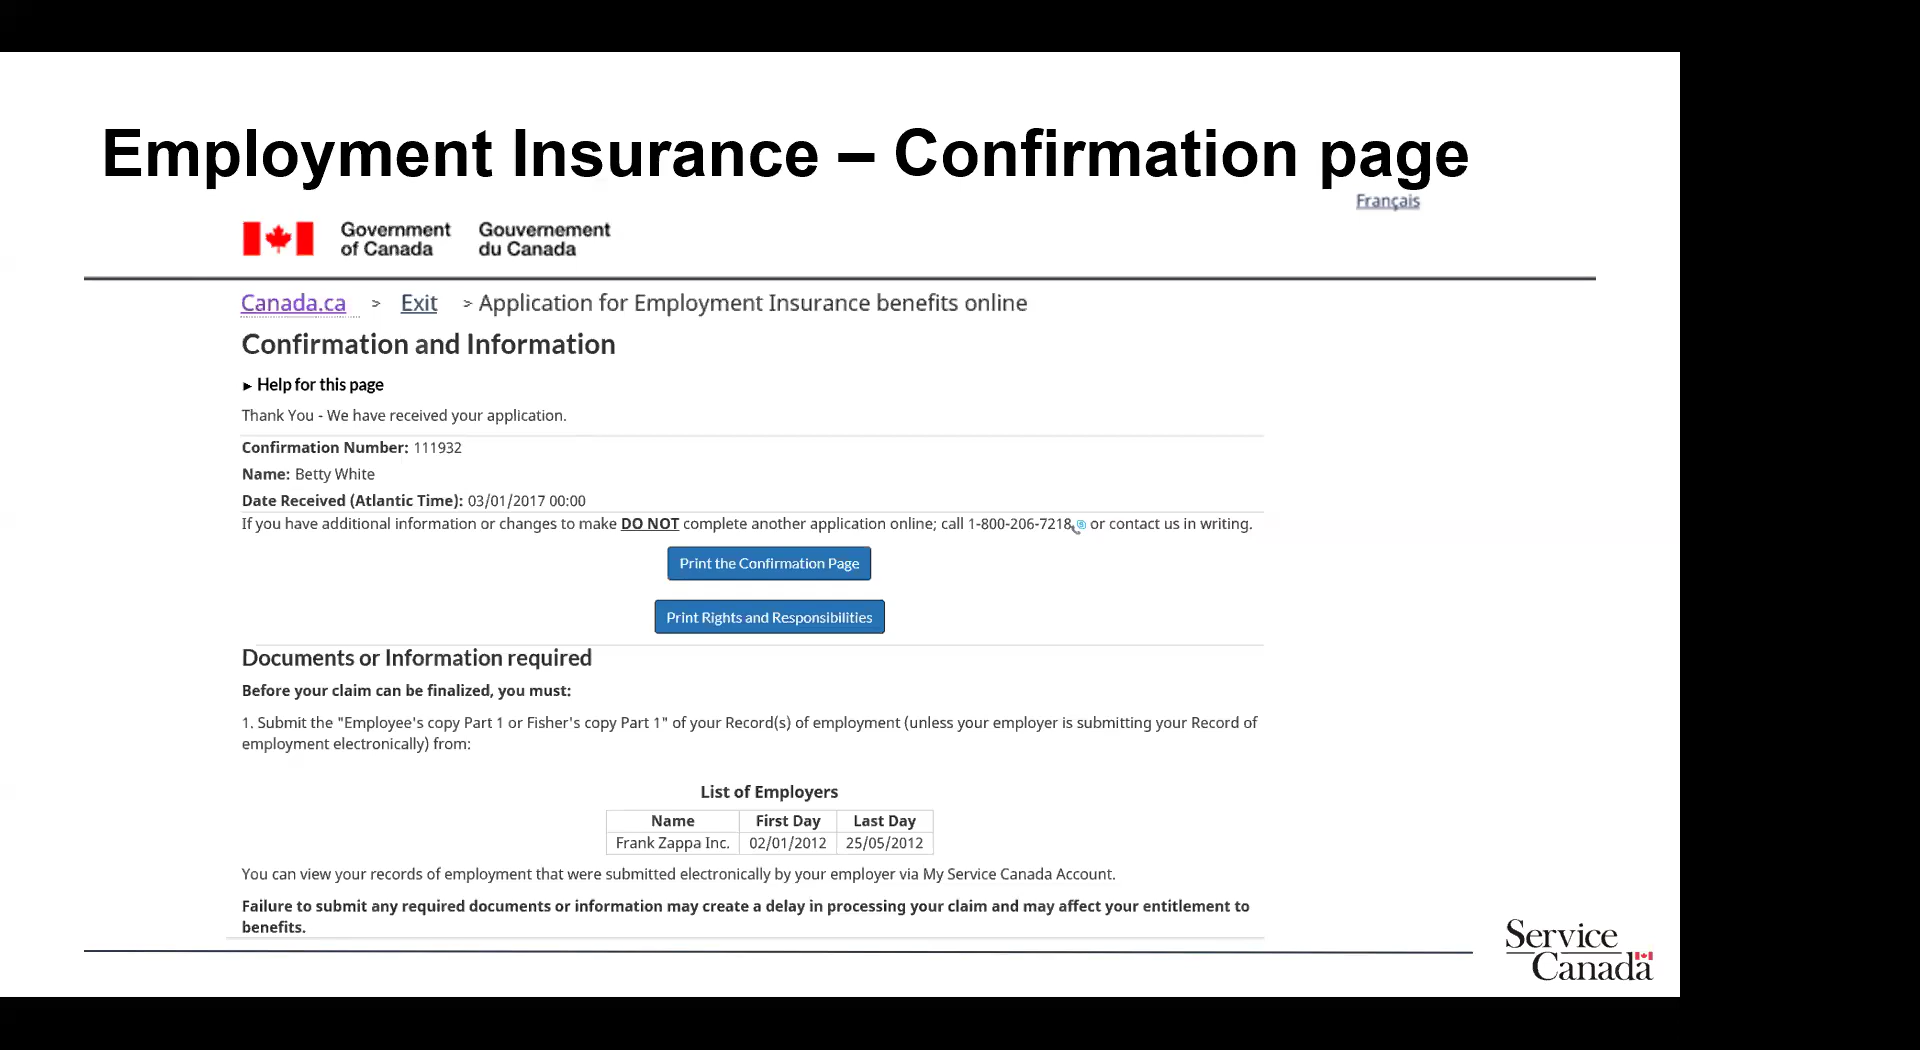 Employment Insurance – Confirmation page
Français
Government of Canada
Gouvernement du Canada
Canada.ca > Exit > Application for Employment Insurance benefits online
Confirmation and Information
► Help for this page
Thank You - We have received your application.
Confirmation Number: 111932
Name: Betty White
Date Received (Atlantic Time): 03/01/2017 00:00
If you have additional information or changes to make DO NOT complete another application online; call 1-800-206-7218 or contact us in writing.
Print the Confirmation Page
Print Rights and Responsibilities
Documents or Information required
Before your claim can be finalized, you must:
1. Submit the "Employee's copy Part 1 or Fisher's copy Part 1" of your Record(s) of employment (unless your employer is submitting your Record of
employment electronically) from:
List of Employers
Name First Day Last Day
Frank Zappa Inc. 02/01/2012 25/05/2012
You can view your records of employment that were submitted electronically by your employer via My Service Canada Account.
Failure to submit any required documents or information may create a delay in processing your claim and may affect your entitlement to
benefits.
Service
Canada